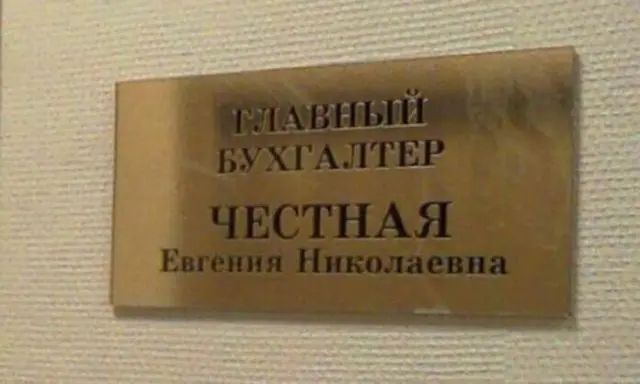 ГЛАВНЫЙ
БУХГАЛТЕР
ЧЕСТНАЯ
Евгения Николаевна